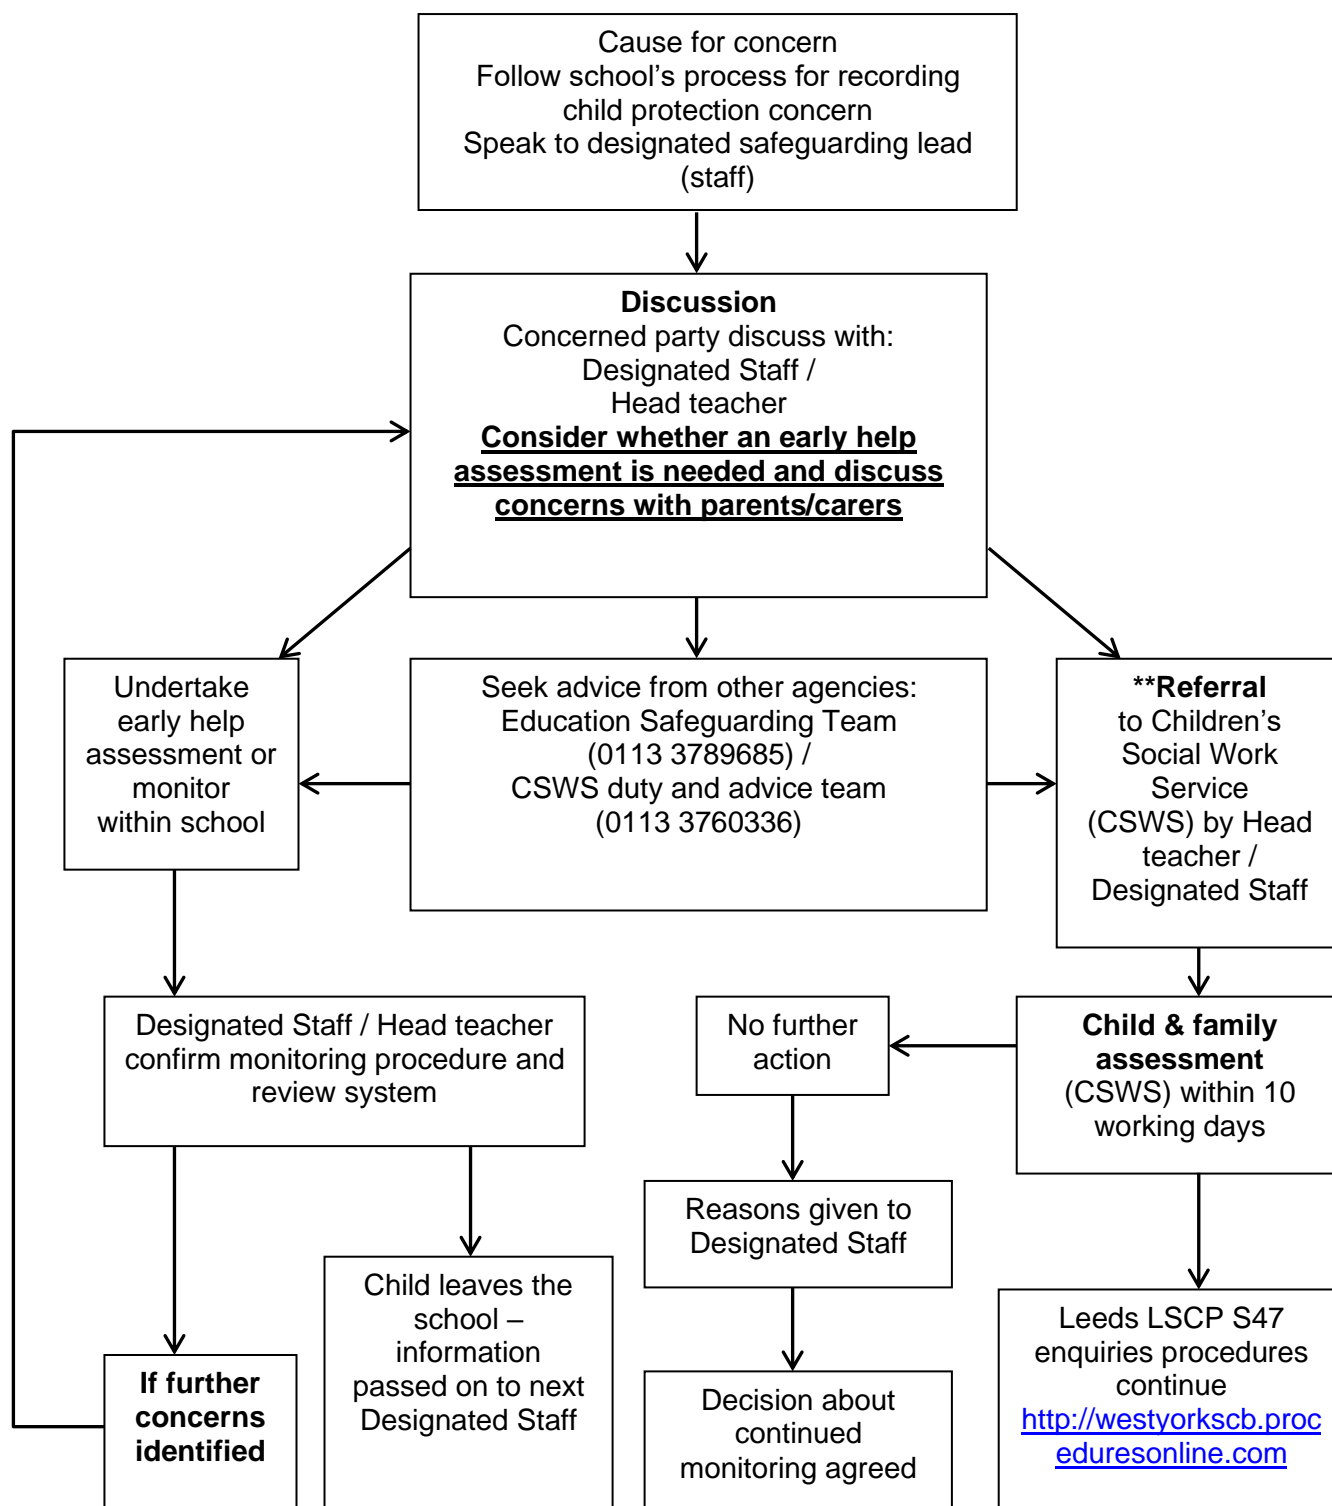 Cause for concern
Follow school’s process for recording
child protection concern
Speak to designated safeguarding lead
(staff)
Discussion
Concerned party discuss with:
Designated Staff /
Head teacher
Consider whether an early help
assessment is needed and discuss
concerns with parents/carers
Undertake
early help
assessment or
monitor
within school
Seek advice from other agencies:
Education Safeguarding Team
(0113 3789685) /
CSWS duty and advice team
(0113 3760336)
**Referral
to Children’s
Social Work
Service
(CSWS) by Head
teacher /
Designated Staff
Designated Staff / Head teacher
confirm monitoring procedure and
review system
No further
action
Child & family
assessment
(CSWS) within 10
working days
Reasons given to
Designated Staff
Child leaves the
school –
information
passed on to next
Designated Staff
Leeds LSCP S47
enquiries procedures
continue
http://westyorkscb.proc
eduresonline.com
If further
concerns
identified
Decision about
continued
monitoring agreed